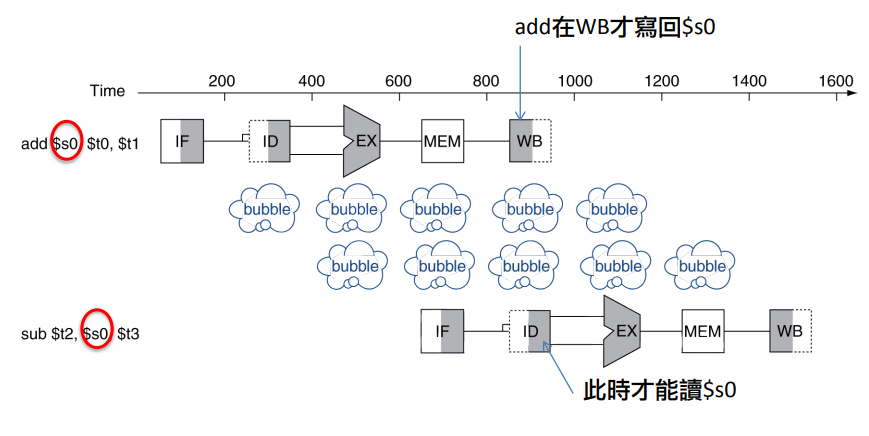 add在WB才寫回$s0
Time 200 400 600 800 1000 1200 1400 1600
add $s0, $t0, $t1 IF ID EX MEM WB
bubble bubble bubble bubble bubble
bubble bubble bubble bubble bubble
sub $t2, $s0, $t3 IF ID EX MEM WB
此時才能讀$s0